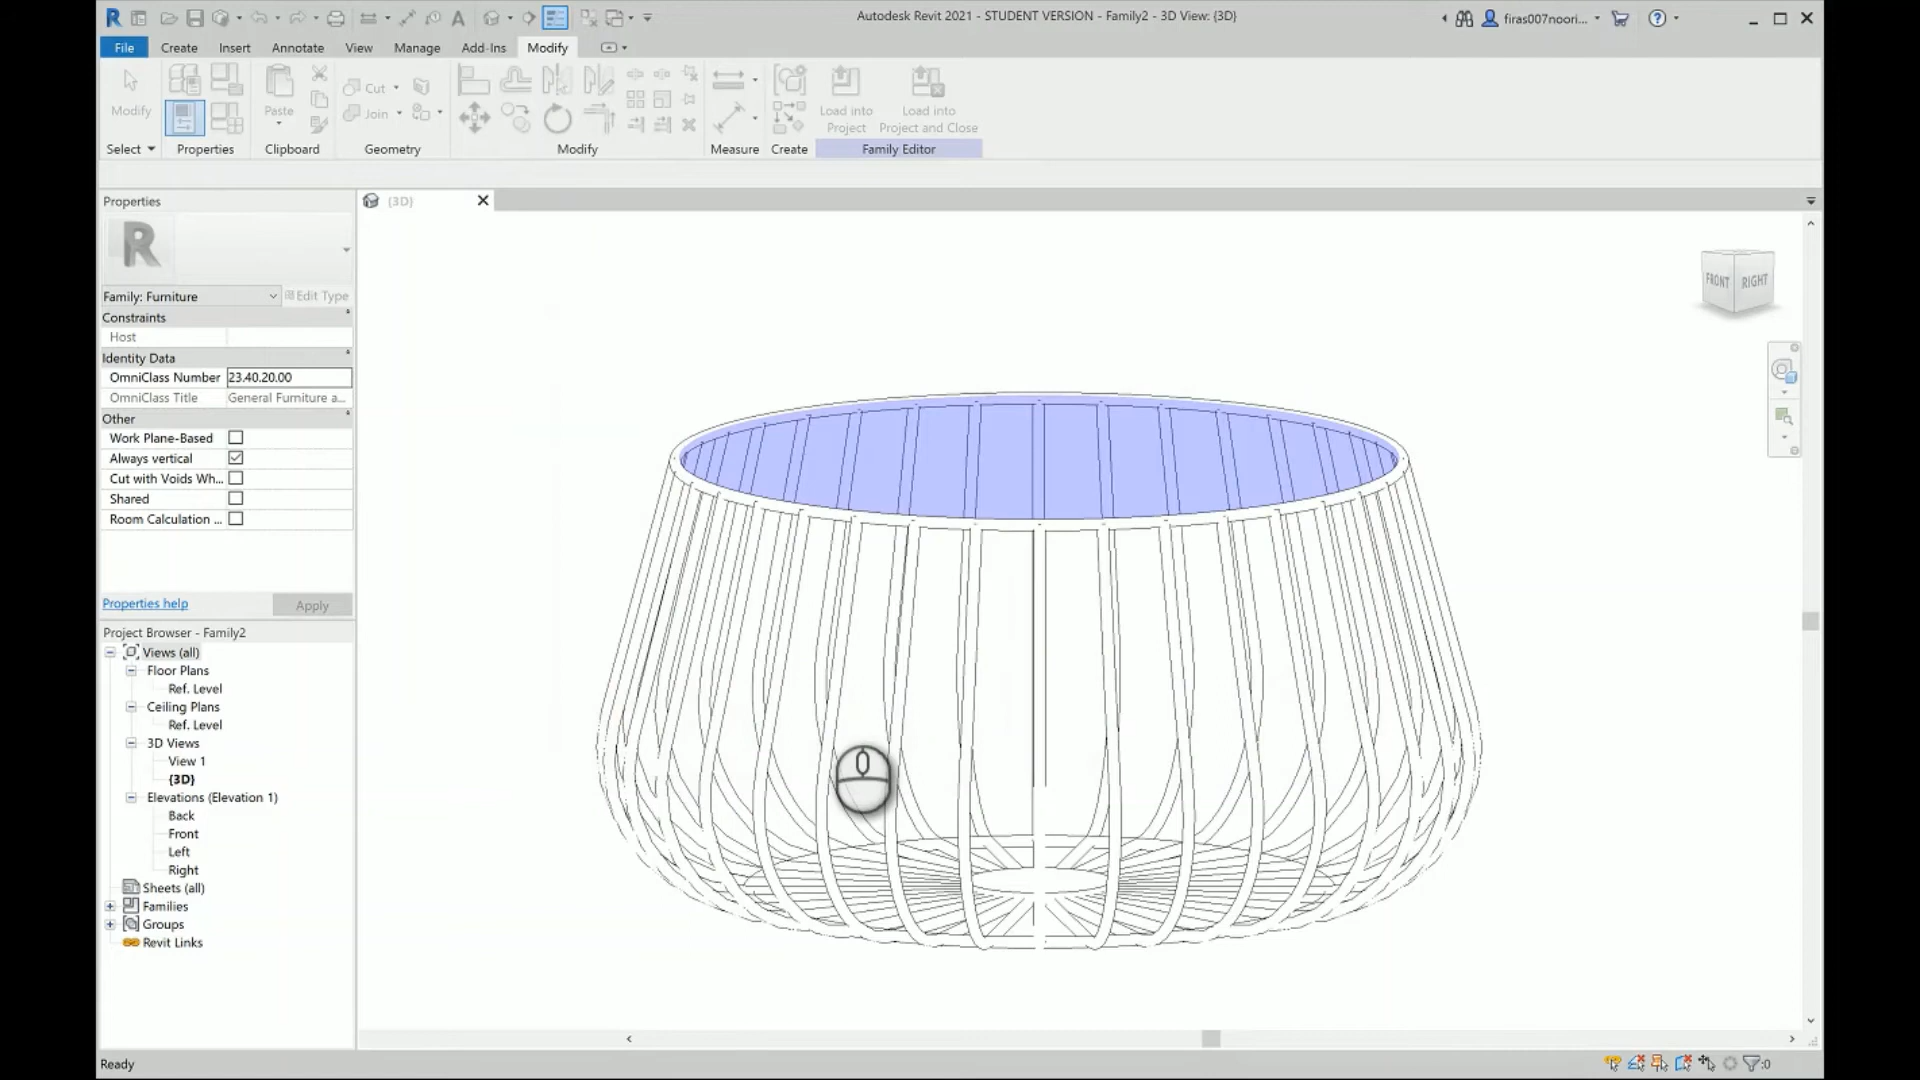 Autodesk Revit 2021 - STUDENT VERSION - Family2 - 3D View: {3D}
firas007noori...
File Create Insert Annotate View Manage Add-Ins Modify
Modify
Paste
Cut
Join
Load into
Project
Load into
Project and Close
Select Properties Clipboard Geometry Modify Measure Create Family Editor
Properties
{3D}
R
FRONT RIGHT
Family: Furniture
Edit Type
Constraints
Host
Identity Data
OmniClass Number 23.40.20.00
OmniClass Title General Furniture a...
Other
Work Plane-Based
Always vertical
Cut with Voids Wh...
Shared
Room Calculation ...
Properties help
Apply
Project Browser - Family2
Views (all)
Floor Plans
Ref. Level
Ceiling Plans
Ref. Level
3D Views
View 1
{3D}
Elevations (Elevation 1)
Back
Front
Left
Right
Sheets (all)
Families
Groups
Revit Links
Ready
:0